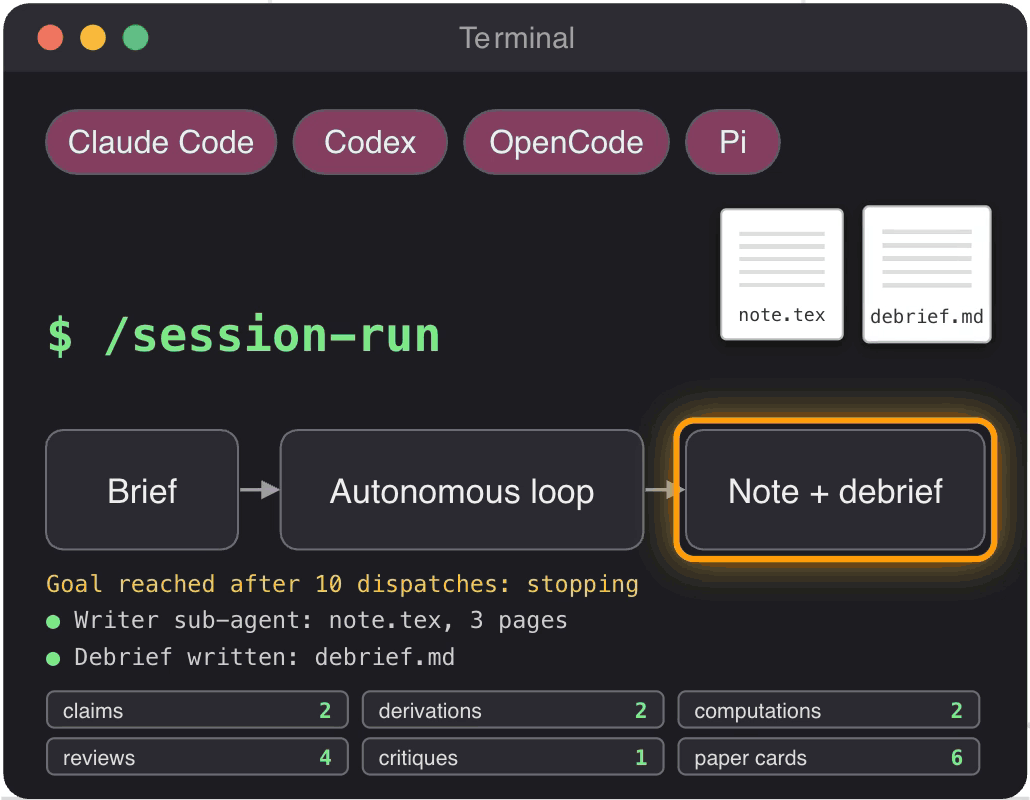 Terminal
Claude Code Codex OpenCode Pi
note.tex debrief.md
$ /session-run
Brief Autonomous loop Note + debrief
Goal reached after 10 dispatches: stopping
Writer sub-agent: note.tex, 3 pages
Debrief written: debrief.md
claims 2 derivations 2 computations 2
reviews 4 critiques 1 paper cards 6